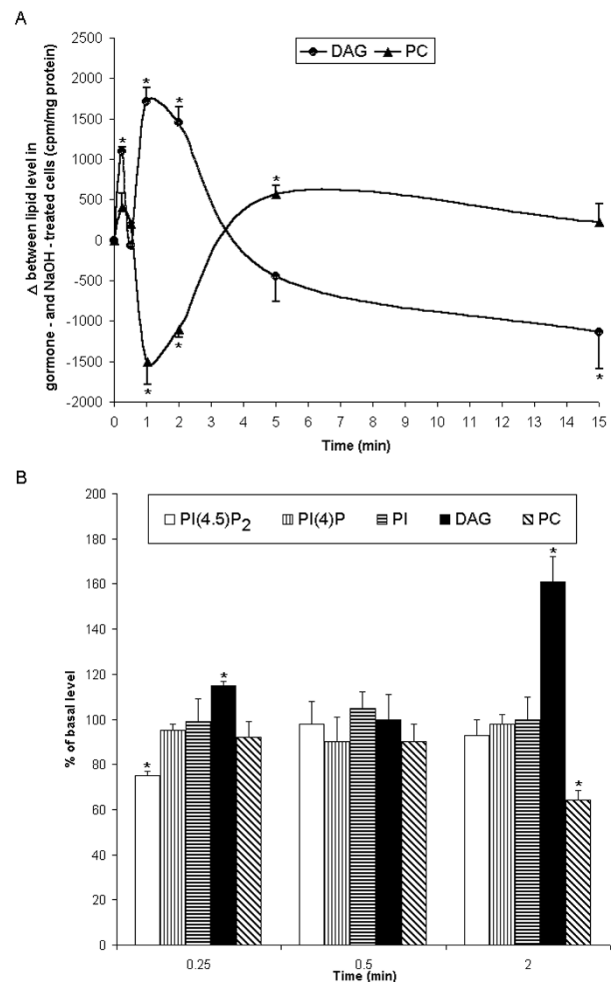 A
DAG PC
2500
2000
1500
1000
500
0
-500
-1000
-1500
-2000
* * * * * * *
0 1 2 3 4 5 6 7 8 9 10 11 12 13 14 15
Time (min)
Δ between lipid level in
gormone - and NaOH - treated cells (cpm/mg protein)
B
PI(4.5)P2 PI(4)P PI DAG PC
200
180
160
140
120
100
80
60
40
20
0
* * * *
0.25 0.5 2
Time (min)
% of basal level